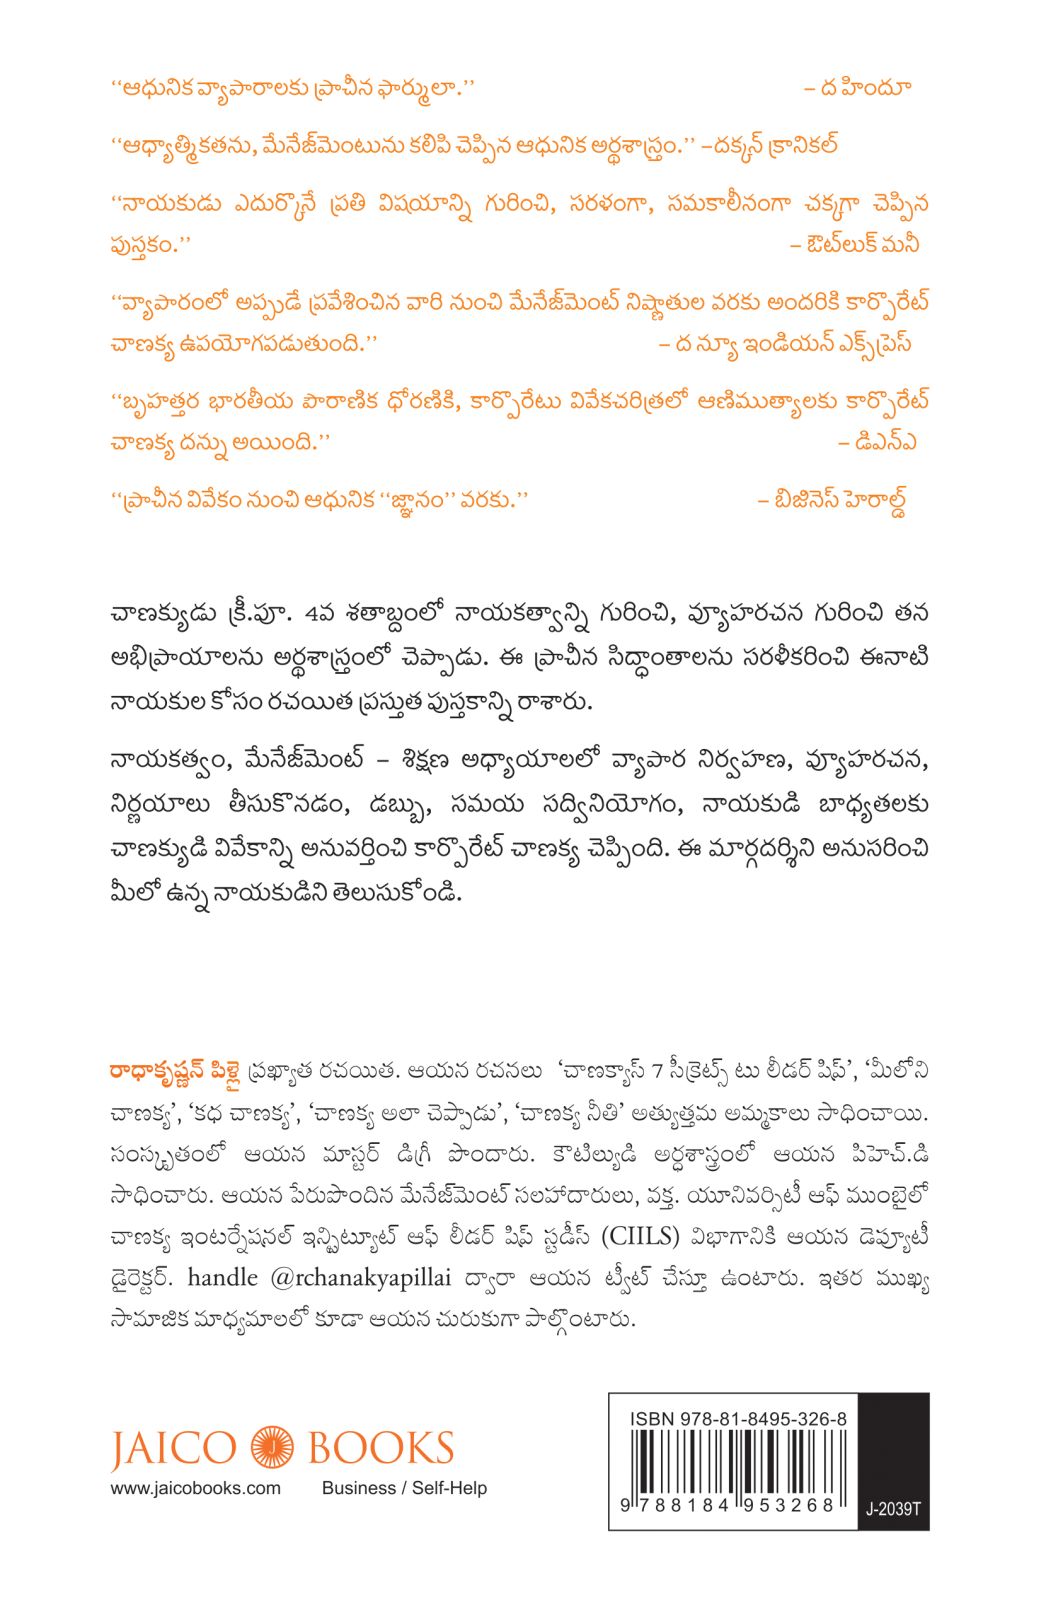 “ఆధునిక వ్యాపారాలకు ప్రాచీన ఫార్ములా.” – ద హిందూ
“ఆధ్యాత్మికతను, మేనేజ్‌మెంటును కలిపి చెప్పిన ఆధునిక అర్థశాస్త్రం.” –దక్కన్ క్రానికల్
“నాయకుడు ఎదుర్కొనే ప్రతి విషయాన్ని గురించి, సరళంగా, సమకాలీనంగా చక్కగా చెప్పిన
పుస్తకం.” – ఔట్‌లుక్ మనీ
“వ్యాపారంలో అప్పుడే ప్రవేశించిన వారి నుంచి మేనేజ్‌మెంట్ నిష్ణాతుల వరకు అందరికి కార్పొరేట్
చాణక్య ఉపయోగపడుతుంది.” – ద న్యూ ఇండియన్ ఎక్స్‌ప్రెస్
“బృహత్తర భారతీయ పౌరాణిక ధోరణికి, కార్పొరేటు వివేకచరిత్రలో ఆణిముత్యాలకు కార్పొరేట్
చాణక్య దన్ను అయింది.” – డిఎన్ఎ
“ప్రాచీన వివేకం నుంచి ఆధునిక “జ్ఞానం” వరకు.” – బిజినెస్ హెరాల్డ్
చాణక్యుడు క్రీ.పూ. 4వ శతాబ్దంలో నాయకత్వాన్ని గురించి, వ్యూహరచన గురించి తన
అభిప్రాయాలను అర్థశాస్త్రంలో చెప్పాడు. ఈ ప్రాచీన సిద్ధాంతాలను సరళీకరించి ఈనాటి
నాయకుల కోసం రచయిత ప్రస్తుత పుస్తకాన్ని రాశారు.
నాయకత్వం, మేనేజ్‌మెంట్ – శిక్షణ అధ్యాయాలలో వ్యాపార నిర్వహణ, వ్యూహరచన,
నిర్ణయాలు తీసుకొనడం, డబ్బు, సమయ సద్వినియోగం, నాయకుడి బాధ్యతలకు
చాణక్యుడి వివేకాన్ని అనువర్తించి కార్పొరేట్ చాణక్య చెప్పింది. ఈ మార్గదర్శిని అనుసరించి
మీలో ఉన్న నాయకుడిని తెలుసుకోండి.
రాధాకృష్ణన్ పిళ్లై ప్రఖ్యాత రచయిత. ఆయన రచనలు ‘చాణక్యాస్ 7 సీక్రెట్స్ టు లీడర్ షిప్’, ‘మీలోని
చాణక్య’, ‘కధ చాణక్య’, ‘చాణక్య అలా చెప్పాడు’, ‘చాణక్య నీతి’ అత్యుత్తమ అమ్మకాలు సాధించాయి.
సంస్కృతంలో ఆయన మాస్టర్ డిగ్రీ పొందారు. కౌటిల్యుడి అర్ధశాస్త్రంలో ఆయన పిహెచ్.డి
సాధించారు. ఆయన పేరుపొందిన మేనేజ్‌మెంట్ సలహాదారులు, వక్త. యూనివర్సిటీ ఆఫ్ ముంబైలో
చాణక్య ఇంటర్నేషనల్ ఇన్స్టిట్యూట్ ఆఫ్ లీడర్ షిప్ స్టడీస్ (CIILS) విభాగానికి ఆయన డెప్యూటీ
డైరెక్టర్. handle @rchanakyapillai ద్వారా ఆయన ట్వీట్ చేస్తూ ఉంటారు. ఇతర ముఖ్య
సామాజిక మాధ్యమాలలో కూడా ఆయన చురుకుగా పాల్గొంటారు.
JAICO J BOOKS
www.jaicobooks.com Business / Self-Help
ISBN 978-81-8495-326-8
9 788184 953268
J-2039T